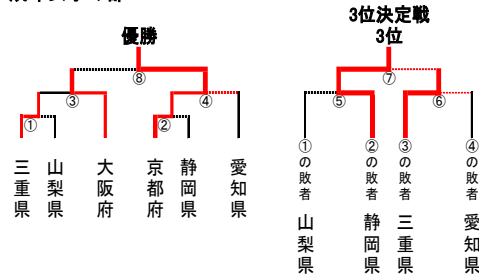 3位決定戦
優勝
3位
⑧
⑦
③
④
⑤
⑥
①
②
三重県
山梨県
大阪府
京都府
静岡県
愛知県
①の敗者
②の敗者
③の敗者
④の敗者
山梨県
静岡県
三重県
愛知県